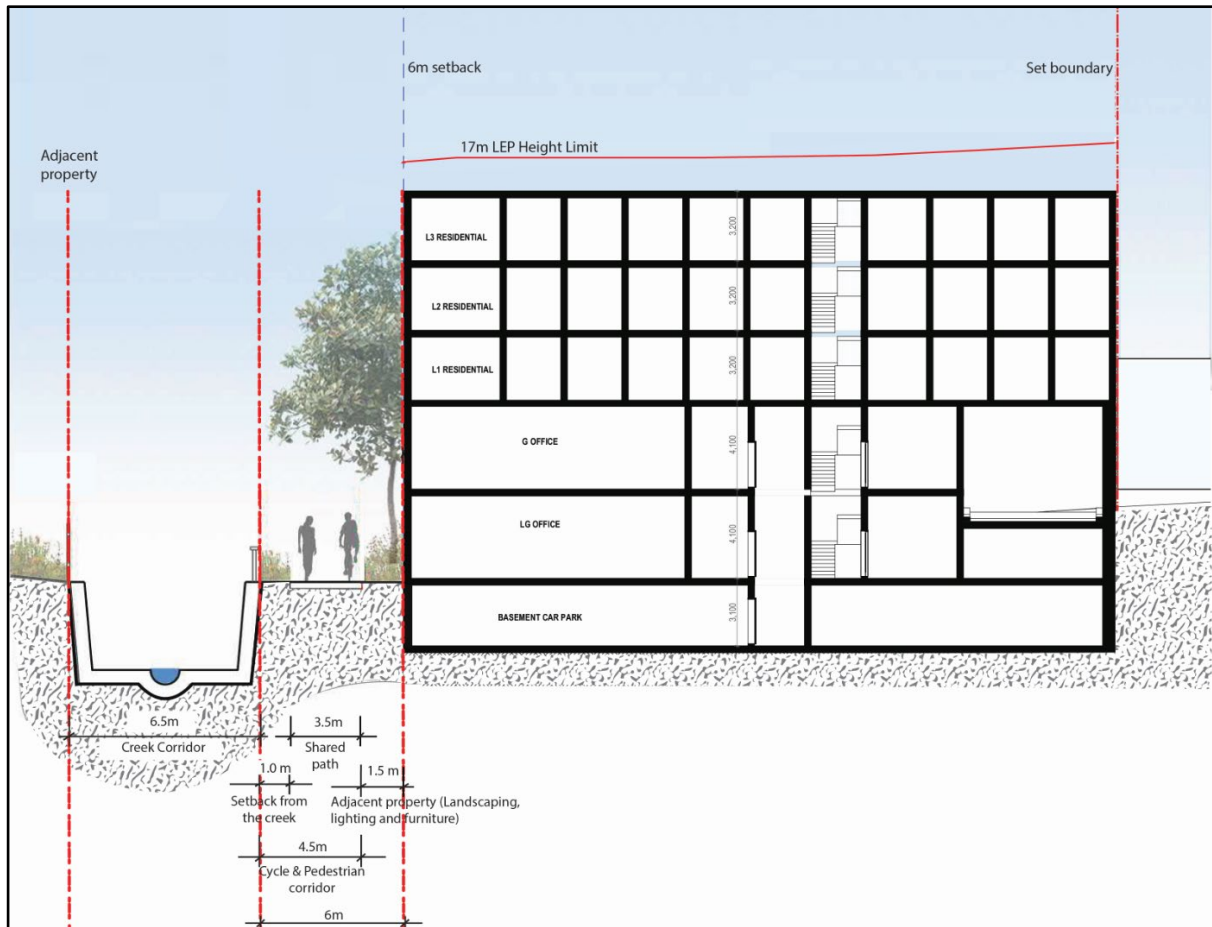 6m setback
Set boundary
17m LEP Height Limit
Adjacent
property
L3 RESIDENTIAL
3,200
L2 RESIDENTIAL
3,200
L1 RESIDENTIAL
3,200
G OFFICE
4,100
LG OFFICE
4,100
BASEMENT CAR PARK
3,100
6.5m
Creek Corridor
3.5m
Shared
path
1.0 m
Setback from
the creek
1.5 m
Adjacent property (Landscaping,
lighting and furniture)
4.5m
Cycle & Pedestrian
corridor
6m